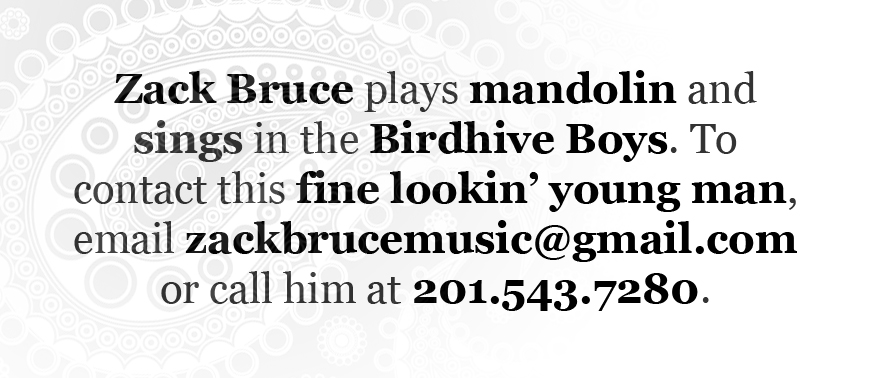 Zack Bruce plays mandolin and
sings in the Birdhive Boys. To
contact this fine lookin’ young man,
email zackbrucemusic@gmail.com
or call him at 201.543.7280.